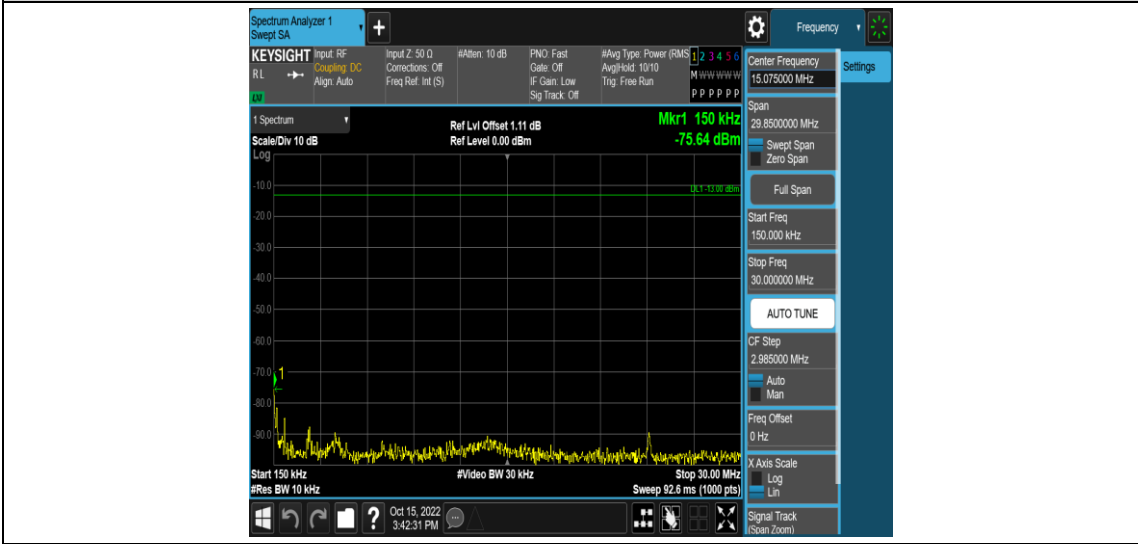 Spectrum Analyzer 1
Swept SA
+
Frequency
KEYSIGHT
R L
Input: RF
Coupling: DC
Align: Auto
Input Z: 50 Ω
Corrections: Off
Freq Ref: Int (S)
#Atten: 10 dB
PNO: Fast
Gate: Off
IF Gain: Low
Sig Track: Off
#Avg Type: Power (RMS
Avg|Hold: 10/10
Trig: Free Run
1 2 3 4 5 6
M W W W W W
P P P P P P
1 Spectrum
Scale/Div 10 dB
Ref Lvl Offset 1.11 dB
Ref Level 0.00 dBm
Mkr1 150 kHz
-75.64 dBm
Log
DL1 -13.00 dBm
-10.0
-20.0
-30.0
-40.0
-50.0
-60.0
-70.0
1
-80.0
-90.0
Start 150 kHz
#Res BW 10 kHz
#Video BW 30 kHz
Stop 30.00 MHz
Sweep 92.6 ms (1000 pts)
?
Oct 15, 2022
3:42:31 PM
Center Frequency
15.075000 MHz
Settings
Span
29.8500000 MHz
Swept Span
Zero Span
Full Span
Start Freq
150.000 kHz
Stop Freq
30.000000 MHz
AUTO TUNE
CF Step
2.985000 MHz
Auto
Man
Freq Offset
0 Hz
X Axis Scale
Log
Lin
Signal Track
(Span Zoom)